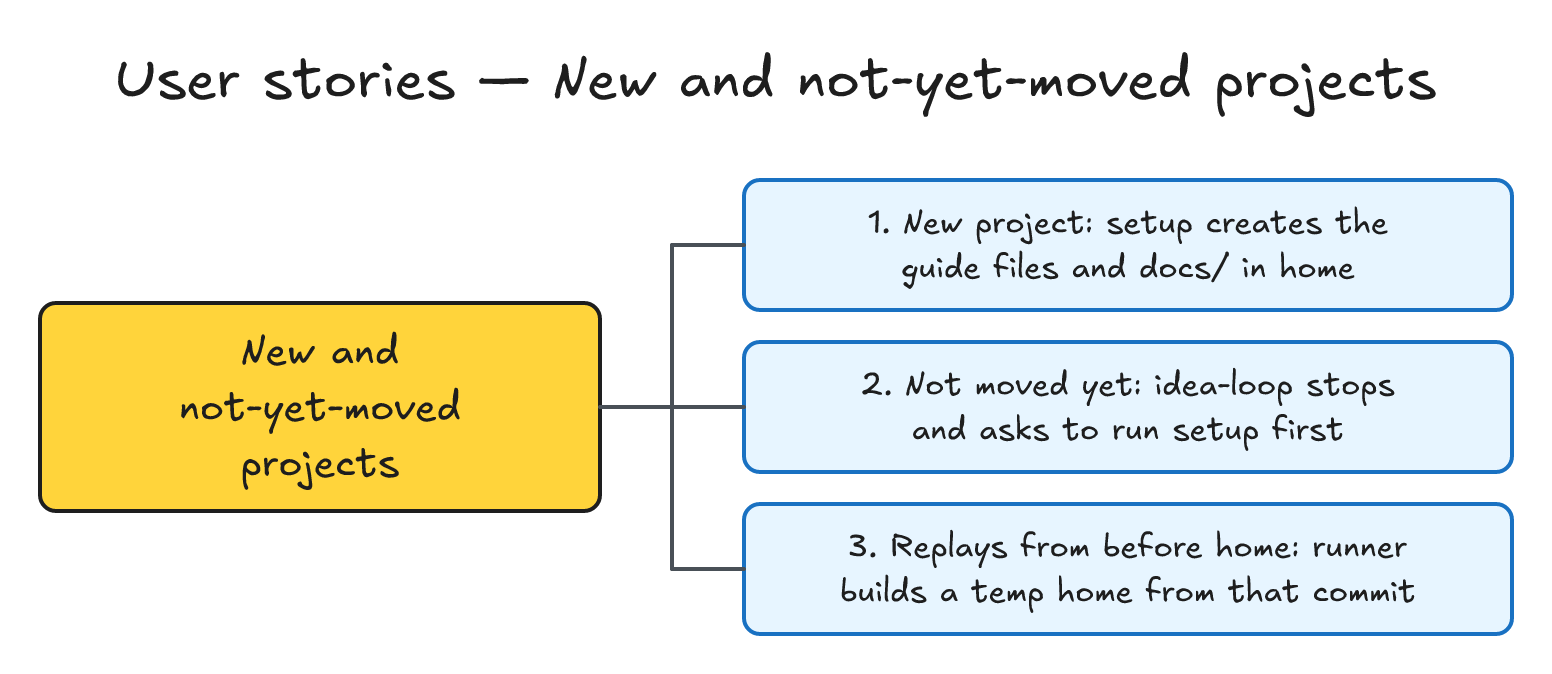 User stories — New and not-yet-moved projects
New and
not-yet-moved
projects
1. New project: setup creates the
guide files and docs/ in home
2. Not moved yet: idea-loop stops
and asks to run setup first
3. Replays from before home: runner
builds a temp home from that commit